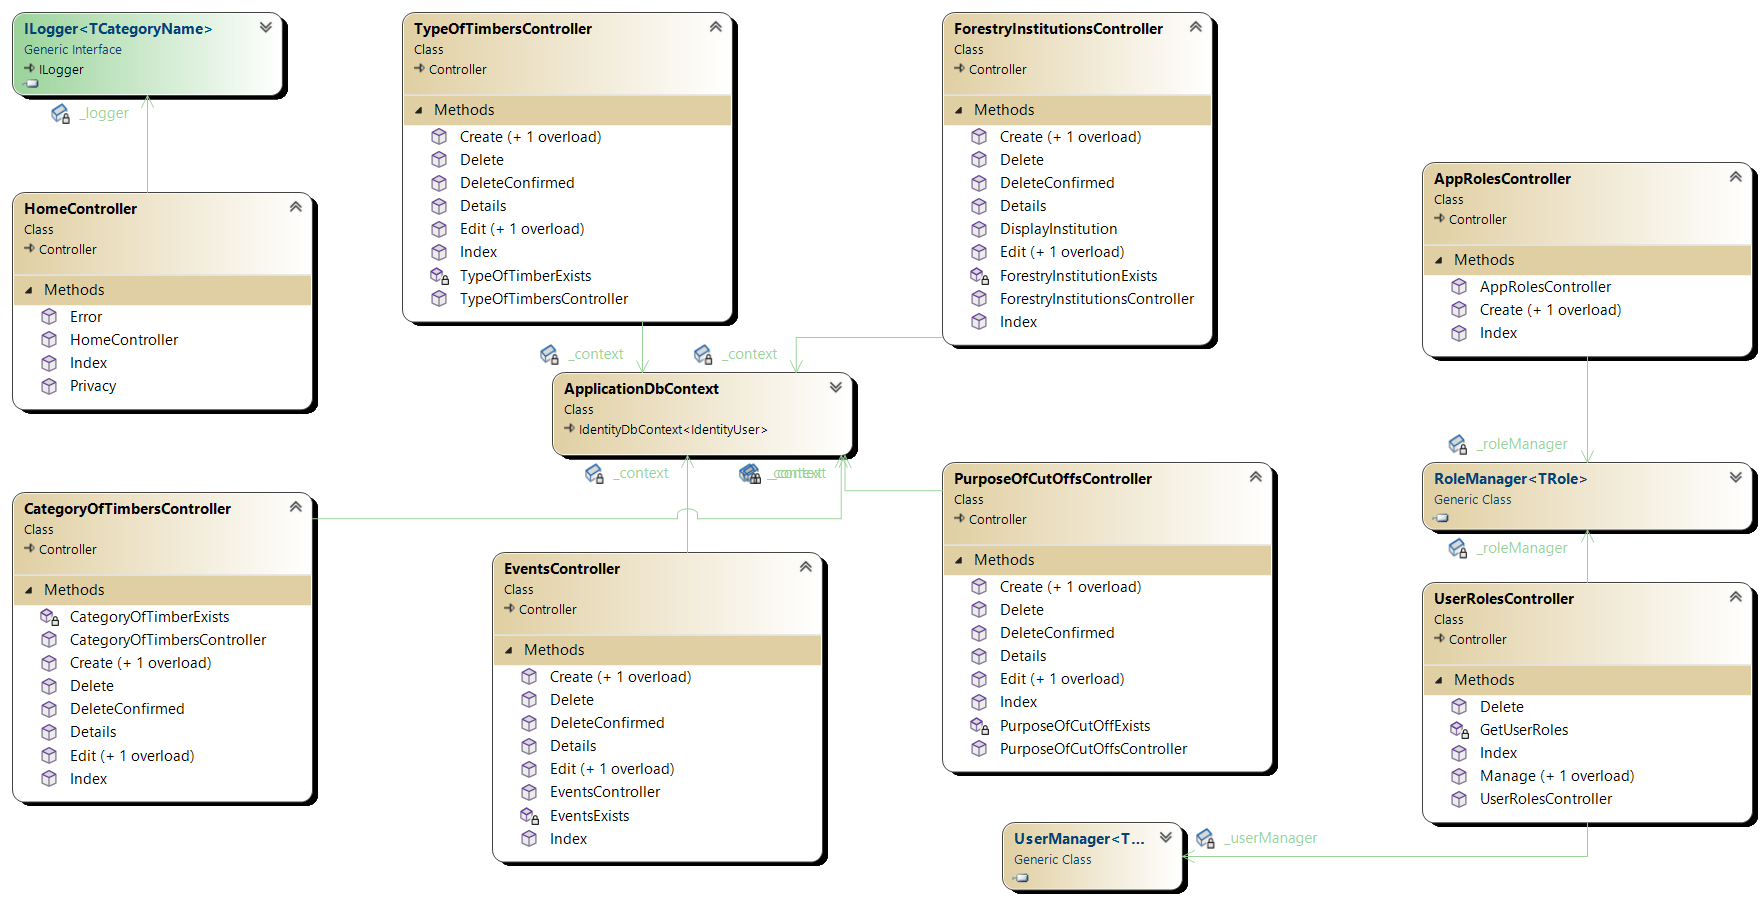 ILogger<TCategoryName>
Generic Interface
ILogger
_logger
HomeController
Class
Controller
Methods
Error
HomeController
Index
Privacy
TypeOfTimbersController
Class
Controller
Methods
Create (+ 1 overload)
Delete
DeleteConfirmed
Details
Edit (+ 1 overload)
Index
TypeOfTimberExists
TypeOfTimbersController
_context
ForestryInstitutionsController
Class
Controller
Methods
Create (+ 1 overload)
Delete
DeleteConfirmed
Details
DisplayInstitution
Edit (+ 1 overload)
ForestryInstitutionExists
ForestryInstitutionsController
Index
_context
ApplicationDbContext
Class
IdentityDbContext<IdentityUser>
_context
_context
_context
CategoryOfTimbersController
Class
Controller
Methods
CategoryOfTimberExists
CategoryOfTimbersController
Create (+ 1 overload)
Delete
DeleteConfirmed
Details
Edit (+ 1 overload)
Index
EventsController
Class
Controller
Methods
Create (+ 1 overload)
Delete
DeleteConfirmed
Details
Edit (+ 1 overload)
EventsController
EventsExists
Index
PurposeOfCutOffsController
Class
Controller
Methods
Create (+ 1 overload)
Delete
DeleteConfirmed
Details
Edit (+ 1 overload)
Index
PurposeOfCutOffExists
PurposeOfCutOffsController
AppRolesController
Class
Controller
Methods
AppRolesController
Create (+ 1 overload)
Index
_roleManager
RoleManager<TRole>
Generic Class
_roleManager
UserRolesController
Class
Controller
Methods
Delete
GetUserRoles
Index
Manage (+ 1 overload)
UserRolesController
UserManager<T...
Generic Class
_userManager